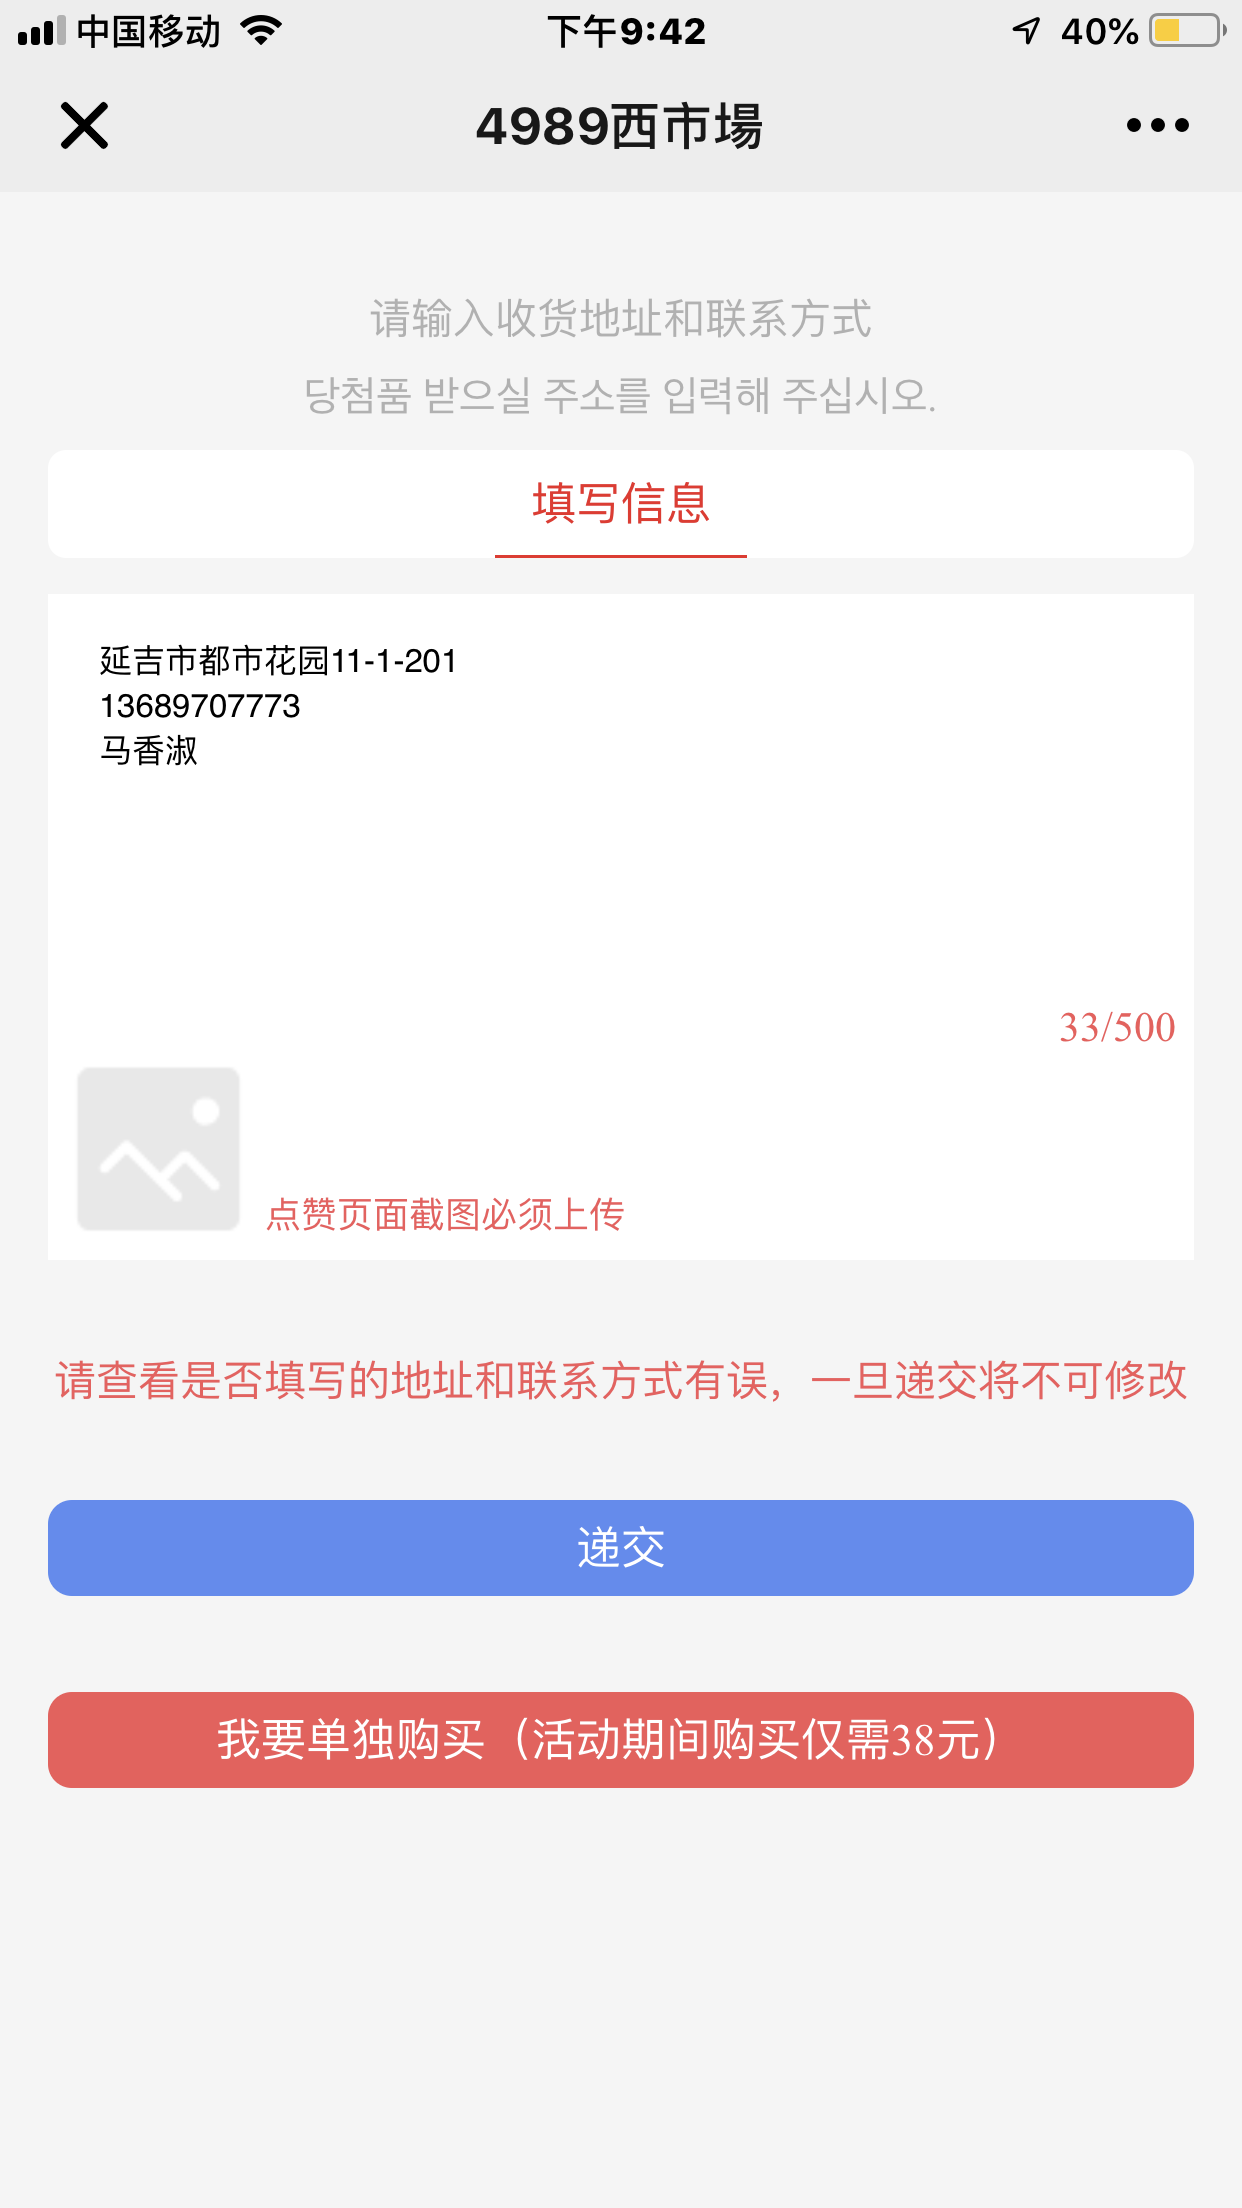 中国移动
下午9:42
40%
4989西市場
请输入收货地址和联系方式
당첨품 받으실 주소를 입력해 주십시오.
填写信息
延吉市都市花园11-1-201
13689707773
马香淑
33/500
点赞页面截图必须上传
请查看是否填写的地址和联系方式有误，一旦递交将不可修改
递交
我要单独购买（活动期间购买仅需38元）